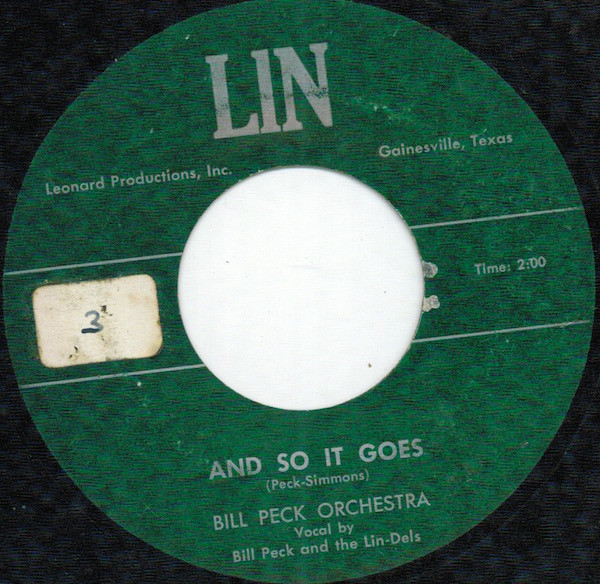 LIN
Leonard Productions, Inc.
Gainesville, Texas
Time: 2:00
3
AND SO IT GOES
(Peck-Simmons)
BILL PECK ORCHESTRA
Vocal by
Bill Peck and the Lin-Dels